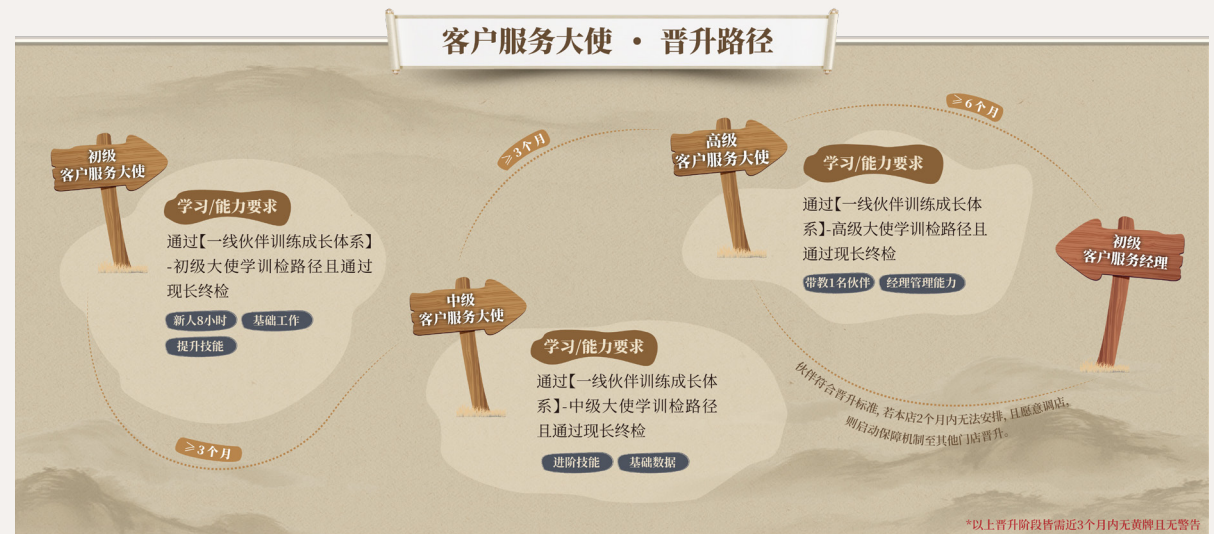 客户服务大使 · 晋升路径
初级
客户服务大使
学习/能力要求
通过【一线伙伴训练成长体系】
-初级大使学训检路径且通过
现长终检
新人8小时
基础工作
提升技能
≥3个月
中级
客户服务大使
学习/能力要求
通过【一线伙伴训练成长体
系】-中级大使学训检路径
且通过现长终检
进阶技能
基础数据
≥3个月
高级
客户服务大使
学习/能力要求
通过【一线伙伴训练成长体
系】-高级大使学训检路径且
通过现长终检
带教1名伙伴
经理管理能力
≥6个月
初级
客户服务经理
伙伴符合晋升标准, 若本店2个月内无法安排, 且愿意调店。
则启动保障机制至其他门店晋升。
*以上晋升阶段皆需近3个月内无黄牌且无警告